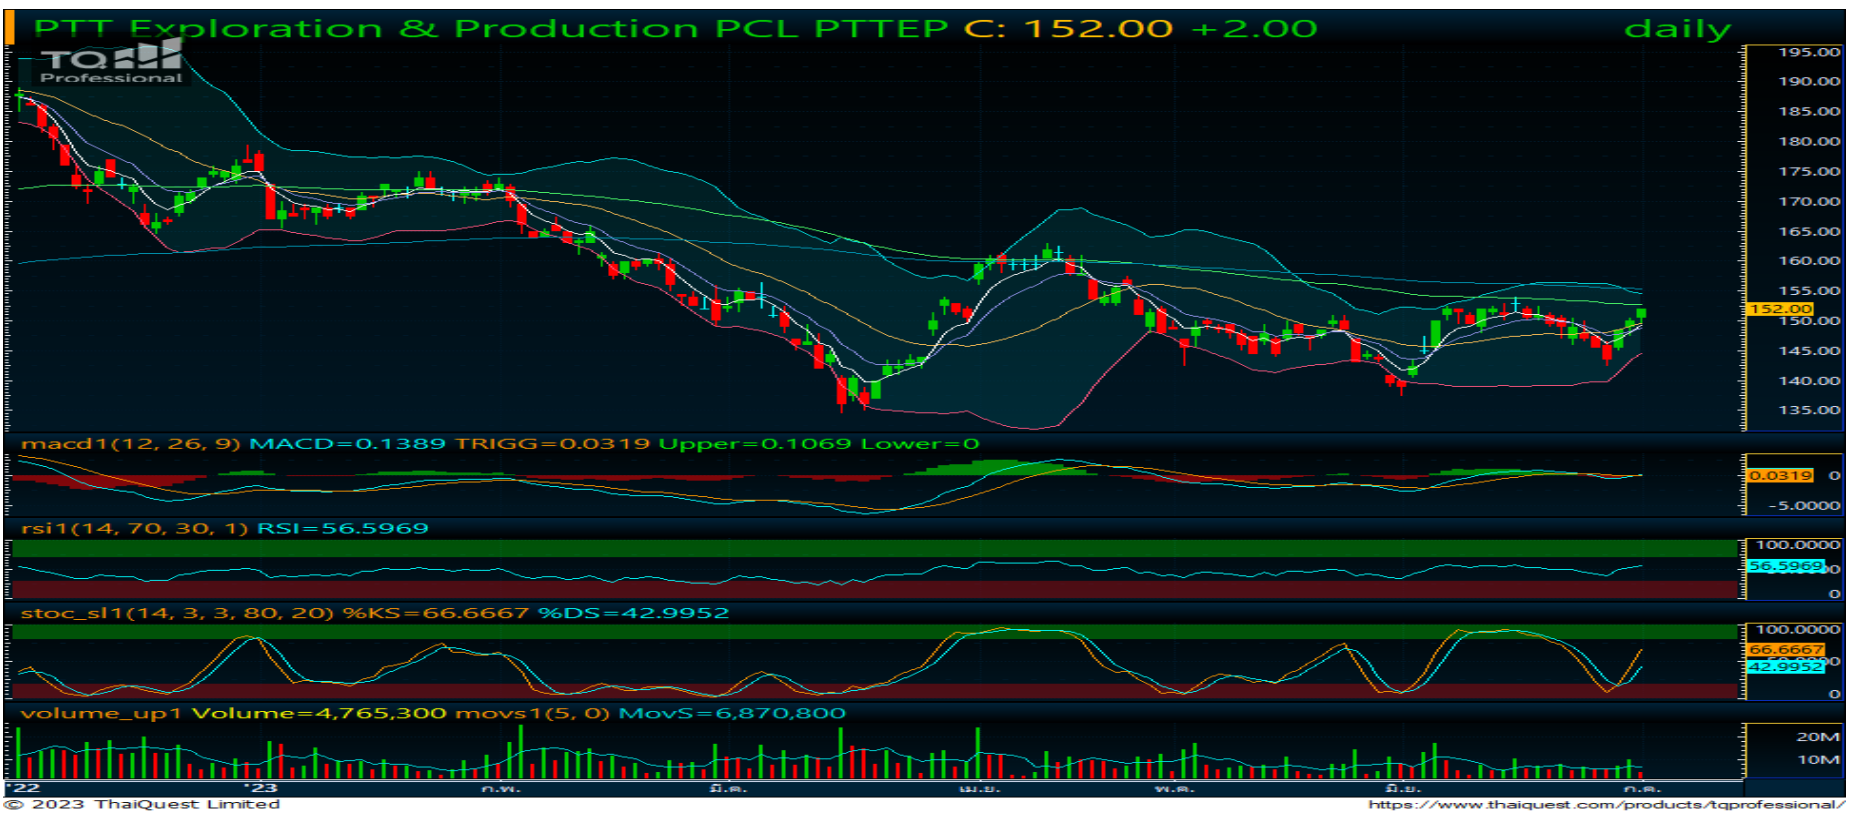 PTT Exploration & Production PCL PTTEP C: 152.00 +2.00 daily
TQ
Professional
195.00
190.00
185.00
180.00
175.00
170.00
165.00
160.00
155.00
152.00
150.00
145.00
140.00
135.00
macd1(12, 26, 9) MACD=0.1389 TRIGG=0.0319 Upper=0.1069 Lower=0
0.0319 0
-5.0000
rsi1(14, 70, 30, 1) RSI=56.5969
100.0000
56.5969
0
stoc_sl1(14, 3, 3, 80, 20) %KS=66.6667 %DS=42.9952
100.0000
66.6667
42.9952
0
volume_up1 Volume=4,765,300 movs1(5, 0) MovS=6,870,800
20M
10M
'22 '23 ก.พ. มี.ค. เม.ย. พ.ค. มิ.ย. ก.ค.
© 2023 ThaiQuest Limited https://www.thaiquest.com/products/tqprofessional/